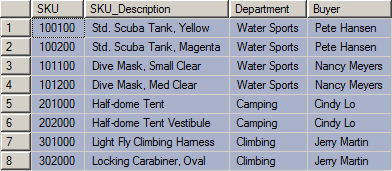 SKU SKU_Description Department Buyer
1 100100 Std. Scuba Tank, Yellow Water Sports Pete Hansen
2 100200 Std. Scuba Tank, Magenta Water Sports Pete Hansen
3 101100 Dive Mask, Small Clear Water Sports Nancy Meyers
4 101200 Dive Mask, Med Clear Water Sports Nancy Meyers
5 201000 Half-dome Tent Camping Cindy Lo
6 202000 Half-dome Tent Vestibule Camping Cindy Lo
7 301000 Light Fly Climbing Harness Climbing Jerry Martin
8 302000 Locking Carabiner, Oval Climbing Jerry Martin